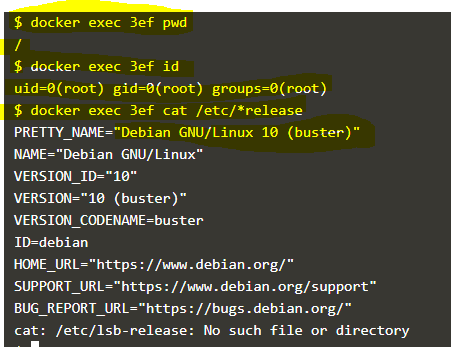 $ docker exec 3ef pwd
/
$ docker exec 3ef id
uid=0(root) gid=0(root) groups=0(root)
$ docker exec 3ef cat /etc/*release
PRETTY_NAME="Debian GNU/Linux 10 (buster)"
NAME="Debian GNU/Linux"
VERSION_ID="10"
VERSION="10 (buster)"
VERSION_CODENAME=buster
ID=debian
HOME_URL="https://www.debian.org/"
SUPPORT_URL="https://www.debian.org/support"
BUG_REPORT_URL="https://bugs.debian.org/"
cat: /etc/lsb-release: No such file or directory